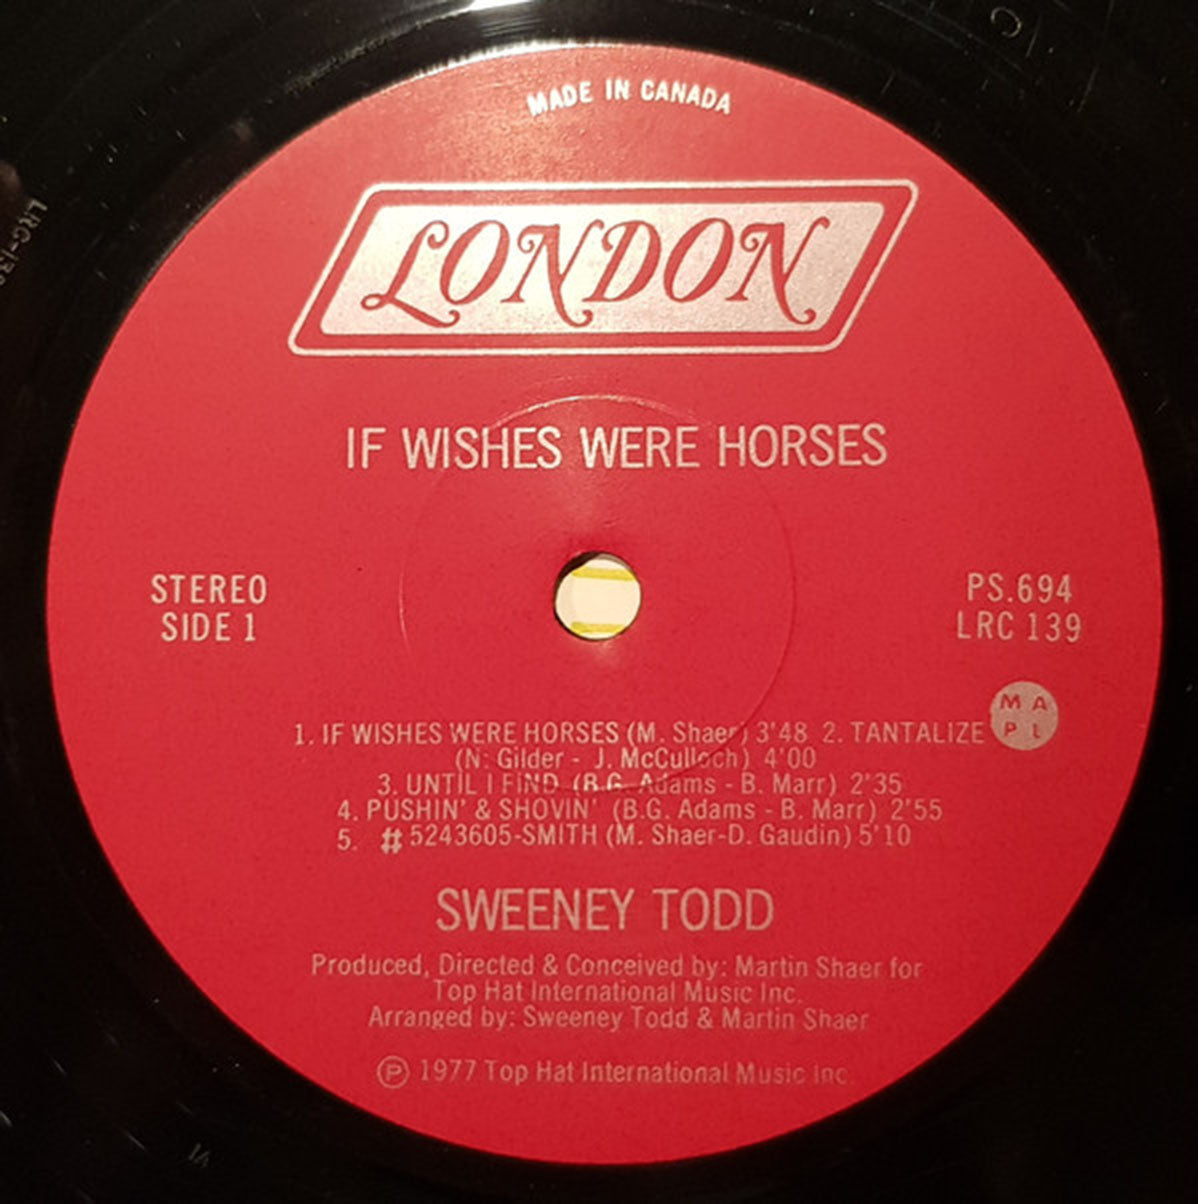 MADE IN CANADA
LONDON
IF WISHES WERE HORSES
STEREO
SIDE 1
PS.694
LRC 139
M A
P L
1. IF WISHES WERE HORSES (M. Shaer) 3'48 2. TANTALIZE
(N. Gilder - J. McCulloch) 4'00
3. UNTIL I FIND (B.G. Adams - B. Marr) 2'35
4. PUSHIN' & SHOVIN' (B.G. Adams - B. Marr) 2'55
5. # 5243605-SMITH (M. Shaer-D. Gaudin) 5'10
SWEENEY TODD
Produced, Directed & Conceived by: Martin Shaer for
Top Hat International Music Inc.
Arranged by: Sweeney Todd & Martin Shaer
℗ 1977 Top Hat International Music Inc.